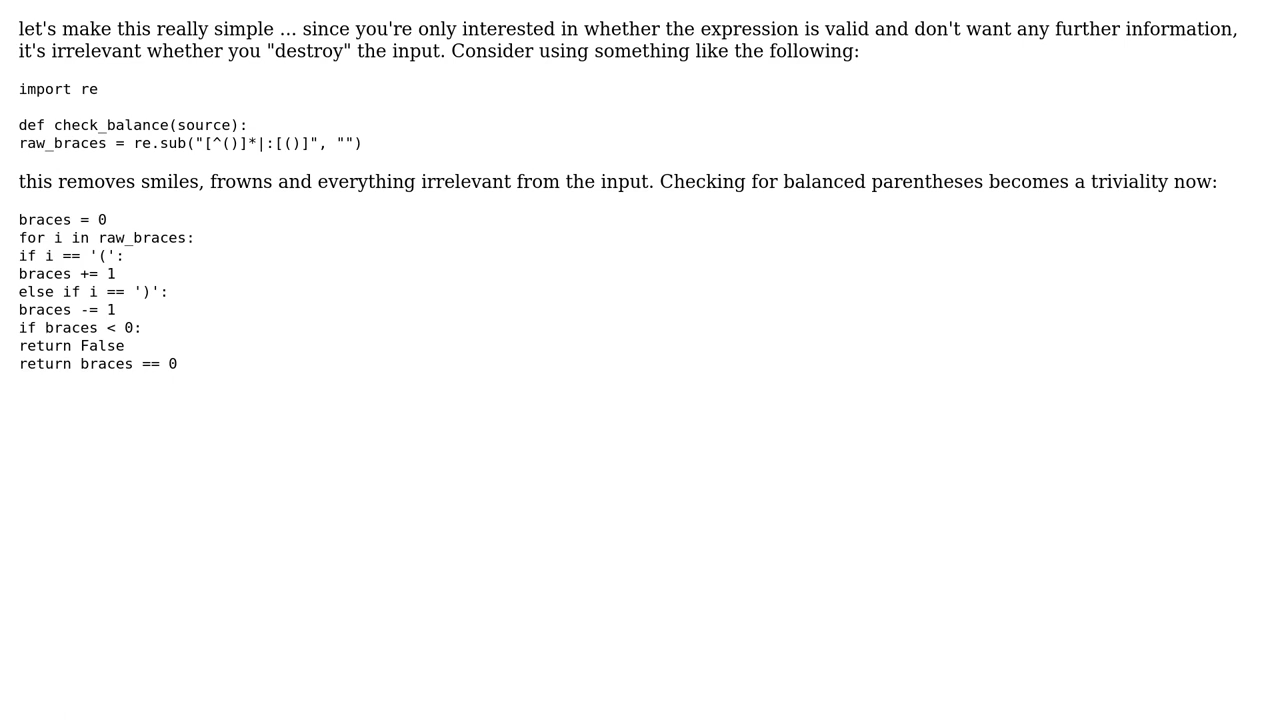 let's make this really simple ... since you're only interested in whether the expression is valid and don't want any further information,
it's irrelevant whether you "destroy" the input. Consider using something like the following:
import re
def check_balance(source):
raw_braces = re.sub("[^()]*|:[()]", "")
this removes smiles, frowns and everything irrelevant from the input. Checking for balanced parentheses becomes a triviality now:
braces = 0
for i in raw_braces:
if i == '(':
braces += 1
else if i == ')':
braces -= 1
if braces < 0:
return False
return braces == 0